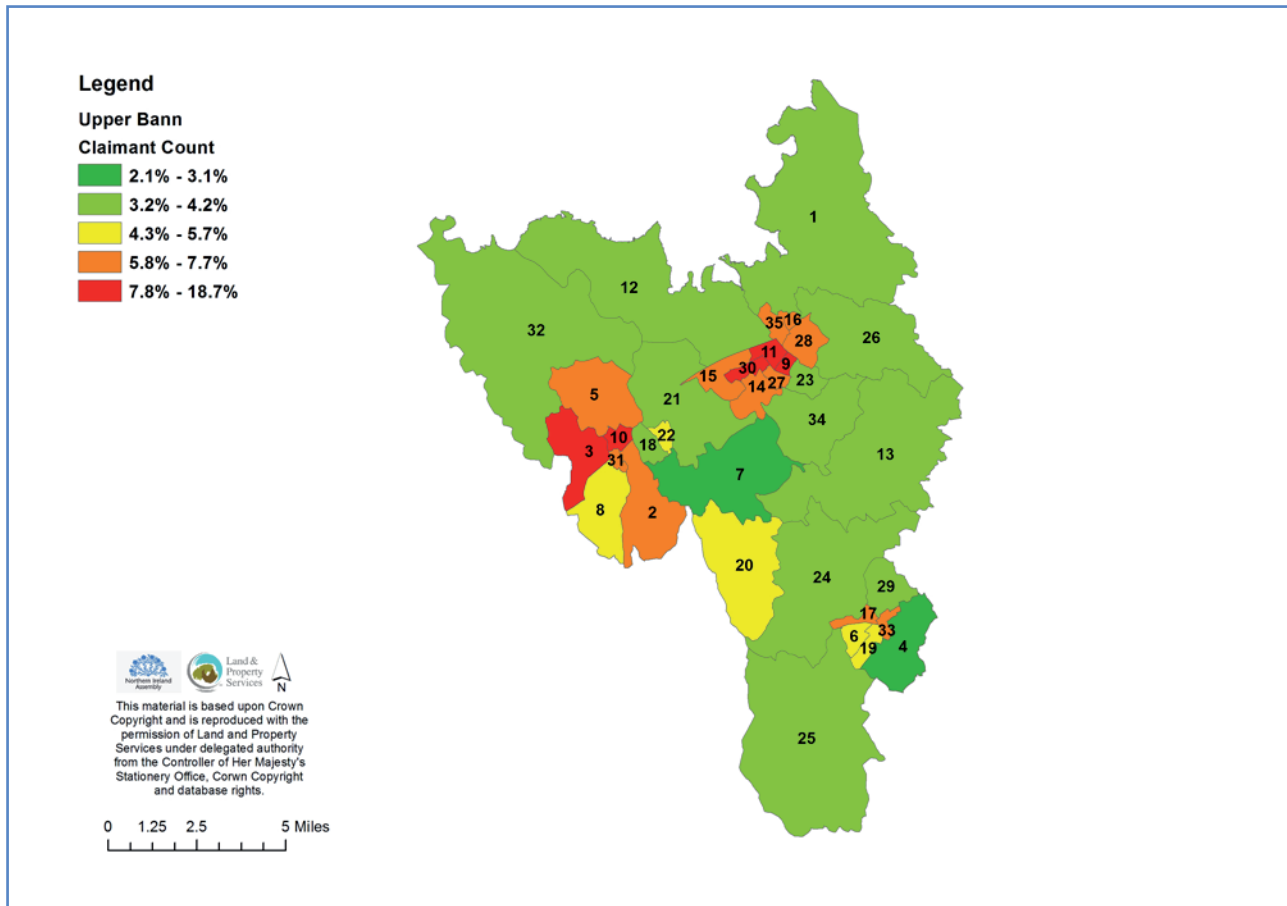 Legend
Upper Bann
Claimant Count
2.1% - 3.1%
3.2% - 4.2%
4.3% - 5.7%
5.8% - 7.7%
7.8% - 18.7%
1
12
32
35
16
28
26
11
9
30
15
14
27
23
5
21
34
22
18
10
3
31
13
7
8
2
20
24
29
17
33
6
19
4
25
Northern Ireland
Assembly
Land &
Property
Services
N
This material is based upon Crown
Copyright and is reproduced with the
permission of Land and Property
Services under delegated authority
from the Controller of Her Majesty's
Stationery Office, Corwn Copyright
and database rights.
0 1.25 2.5 5 Miles